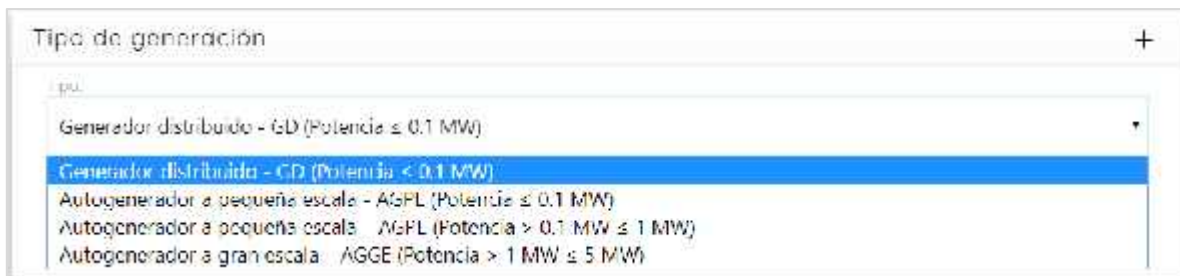 Tipo de generación +
Tipo:
Generador distribuido - GD (Potencia ≤ 0.1 MW)
Generador distribuido - GD (Potencia ≤ 0.1 MW)
Autogenerador a pequeña escala - AGPE (Potencia ≤ 0.1 MW)
Autogenerador a pequeña escala - AGPE (Potencia > 0.1 MW ≤ 1 MW)
Autogenerador a gran escala - AGGE (Potencia > 1 MW ≤ 5 MW)